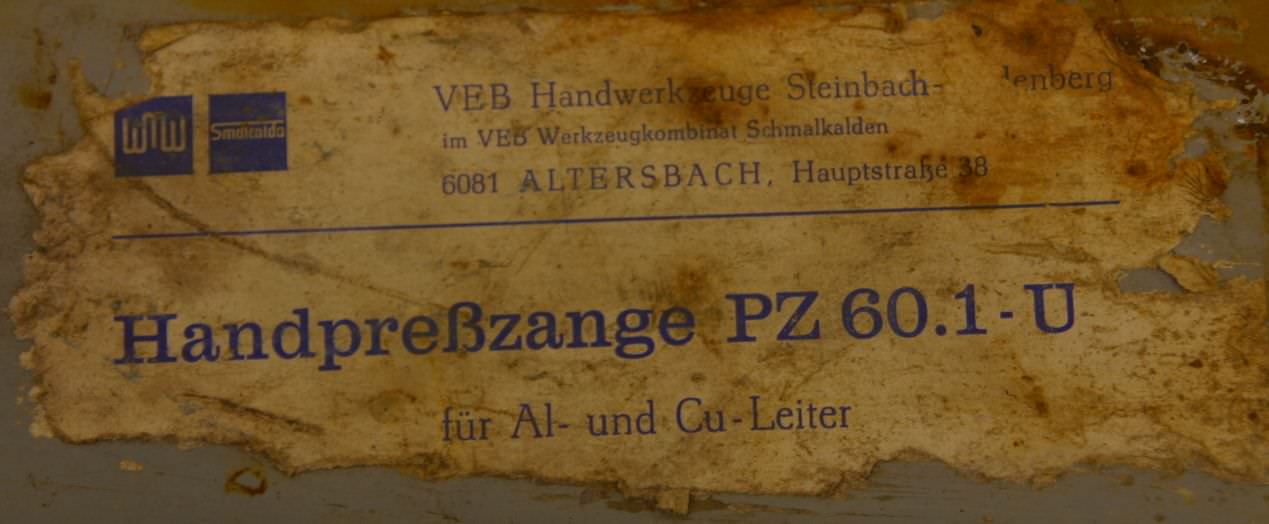 WMW Smalcalda
VEB Handwerkzeuge Steinbach- lenberg
im VEB Werkzeugkombinat Schmalkalden
6081 ALTERSBACH, Hauptstraße 38
Handpreßzange PZ 60.1-U
für Al- und Cu-Leiter